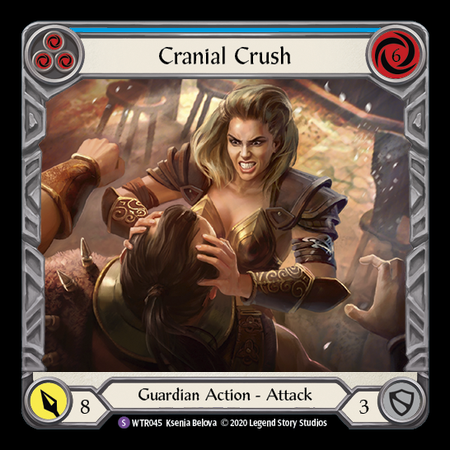 Cranial Crush
6
Guardian Action - Attack
8
3
S WTR045 Ksenia Belova © 2020 Legend Story Studios